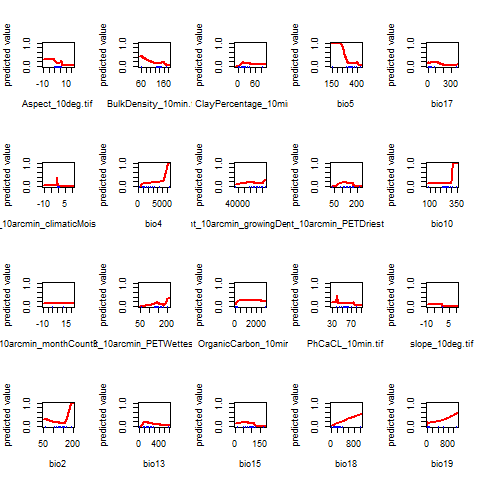 predicted value 0.0 1.0 -10 0 10 Aspect_10deg.tif
predicted value 0.0 1.0 60 160 BulkDensity_10min.
predicted value 0.0 1.0 0 60 ClayPercentage_10mi
predicted value 0.0 1.0 150 400 bio5
predicted value 0.0 1.0 0 300 bio17
predicted value 0.0 1.0 -10 5 _10arcmin_climaticMois
predicted value 0.0 1.0 0 5000 bio4
predicted value 0.0 1.0 40000 nt_10arcmin_growingDe
predicted value 0.0 1.0 50 200 nt_10arcmin_PETDriest
predicted value 0.0 1.0 100 350 bio10
predicted value 0.0 1.0 -10 15 10arcmin_monthCount
predicted value 0.0 1.0 50 200 _10arcmin_PETWettes
predicted value 0.0 1.0 0 2000 OrganicCarbon_10mir
predicted value 0.0 1.0 30 70 PhCaCL_10min.tif
predicted value 0.0 1.0 -10 5 slope_10deg.tif
predicted value 0.0 1.0 50 200 bio2
predicted value 0.0 1.0 0 400 bio13
predicted value 0.0 1.0 0 150 bio15
predicted value 0.0 1.0 0 800 bio18
predicted value 0.0 1.0 0 800 bio19